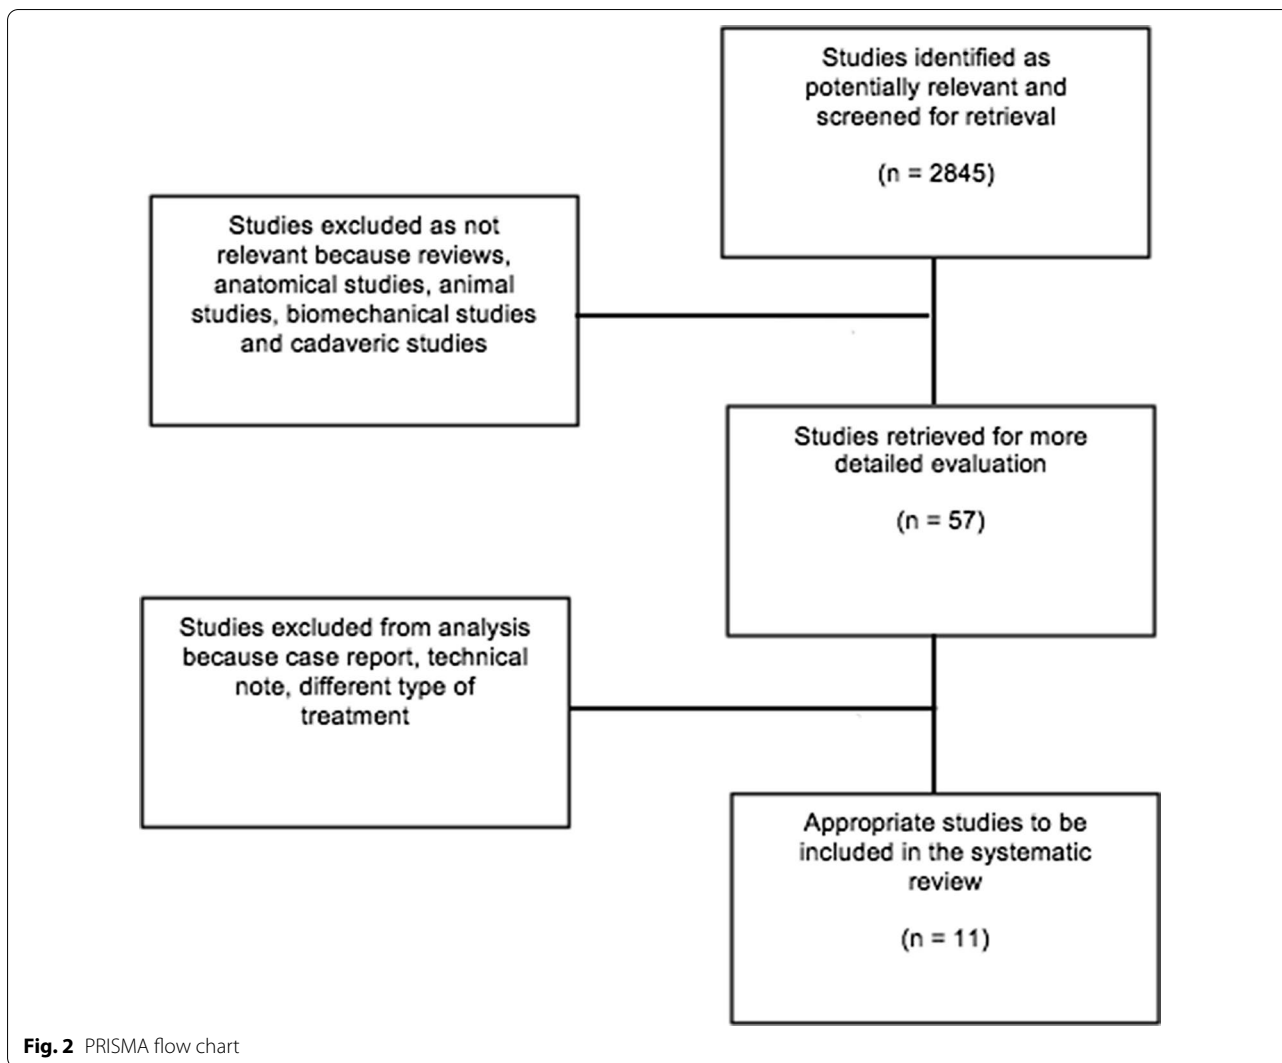 Studies identified as
potentially relevant and
screened for retrieval
(n = 2845)
Studies excluded as not
relevant because reviews,
anatomical studies, animal
studies, biomechanical studies
and cadaveric studies
Studies retrieved for more
detailed evaluation
(n = 57)
Studies excluded from analysis
because case report, technical
note, different type of
treatment
Appropriate studies to be
included in the systematic
review
(n = 11)
Fig. 2 PRISMA flow chart